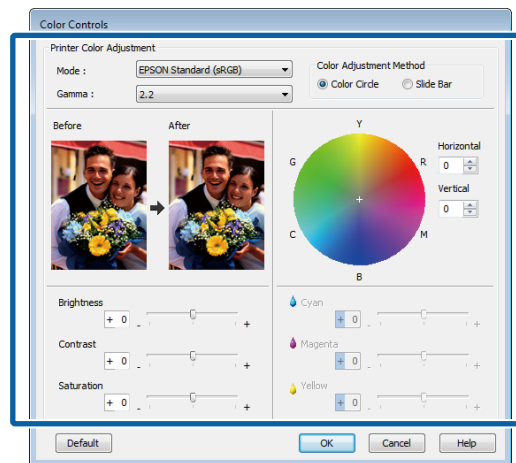 Color Controls
Printer Color Adjustment
Mode :
EPSON Standard (sRGB)
Gamma :
2.2
Color Adjustment Method
Color Circle
Slide Bar
Before
After
Y
G
R
C
M
B
Horizontal
0
Vertical
0
Brightness
+ 0
-
+
Contrast
+ 0
-
+
Saturation
+ 0
-
+
Cyan
+ 0
-
+
Magenta
+ 0
-
+
Yellow
+ 0
-
+
Default
OK
Cancel
Help